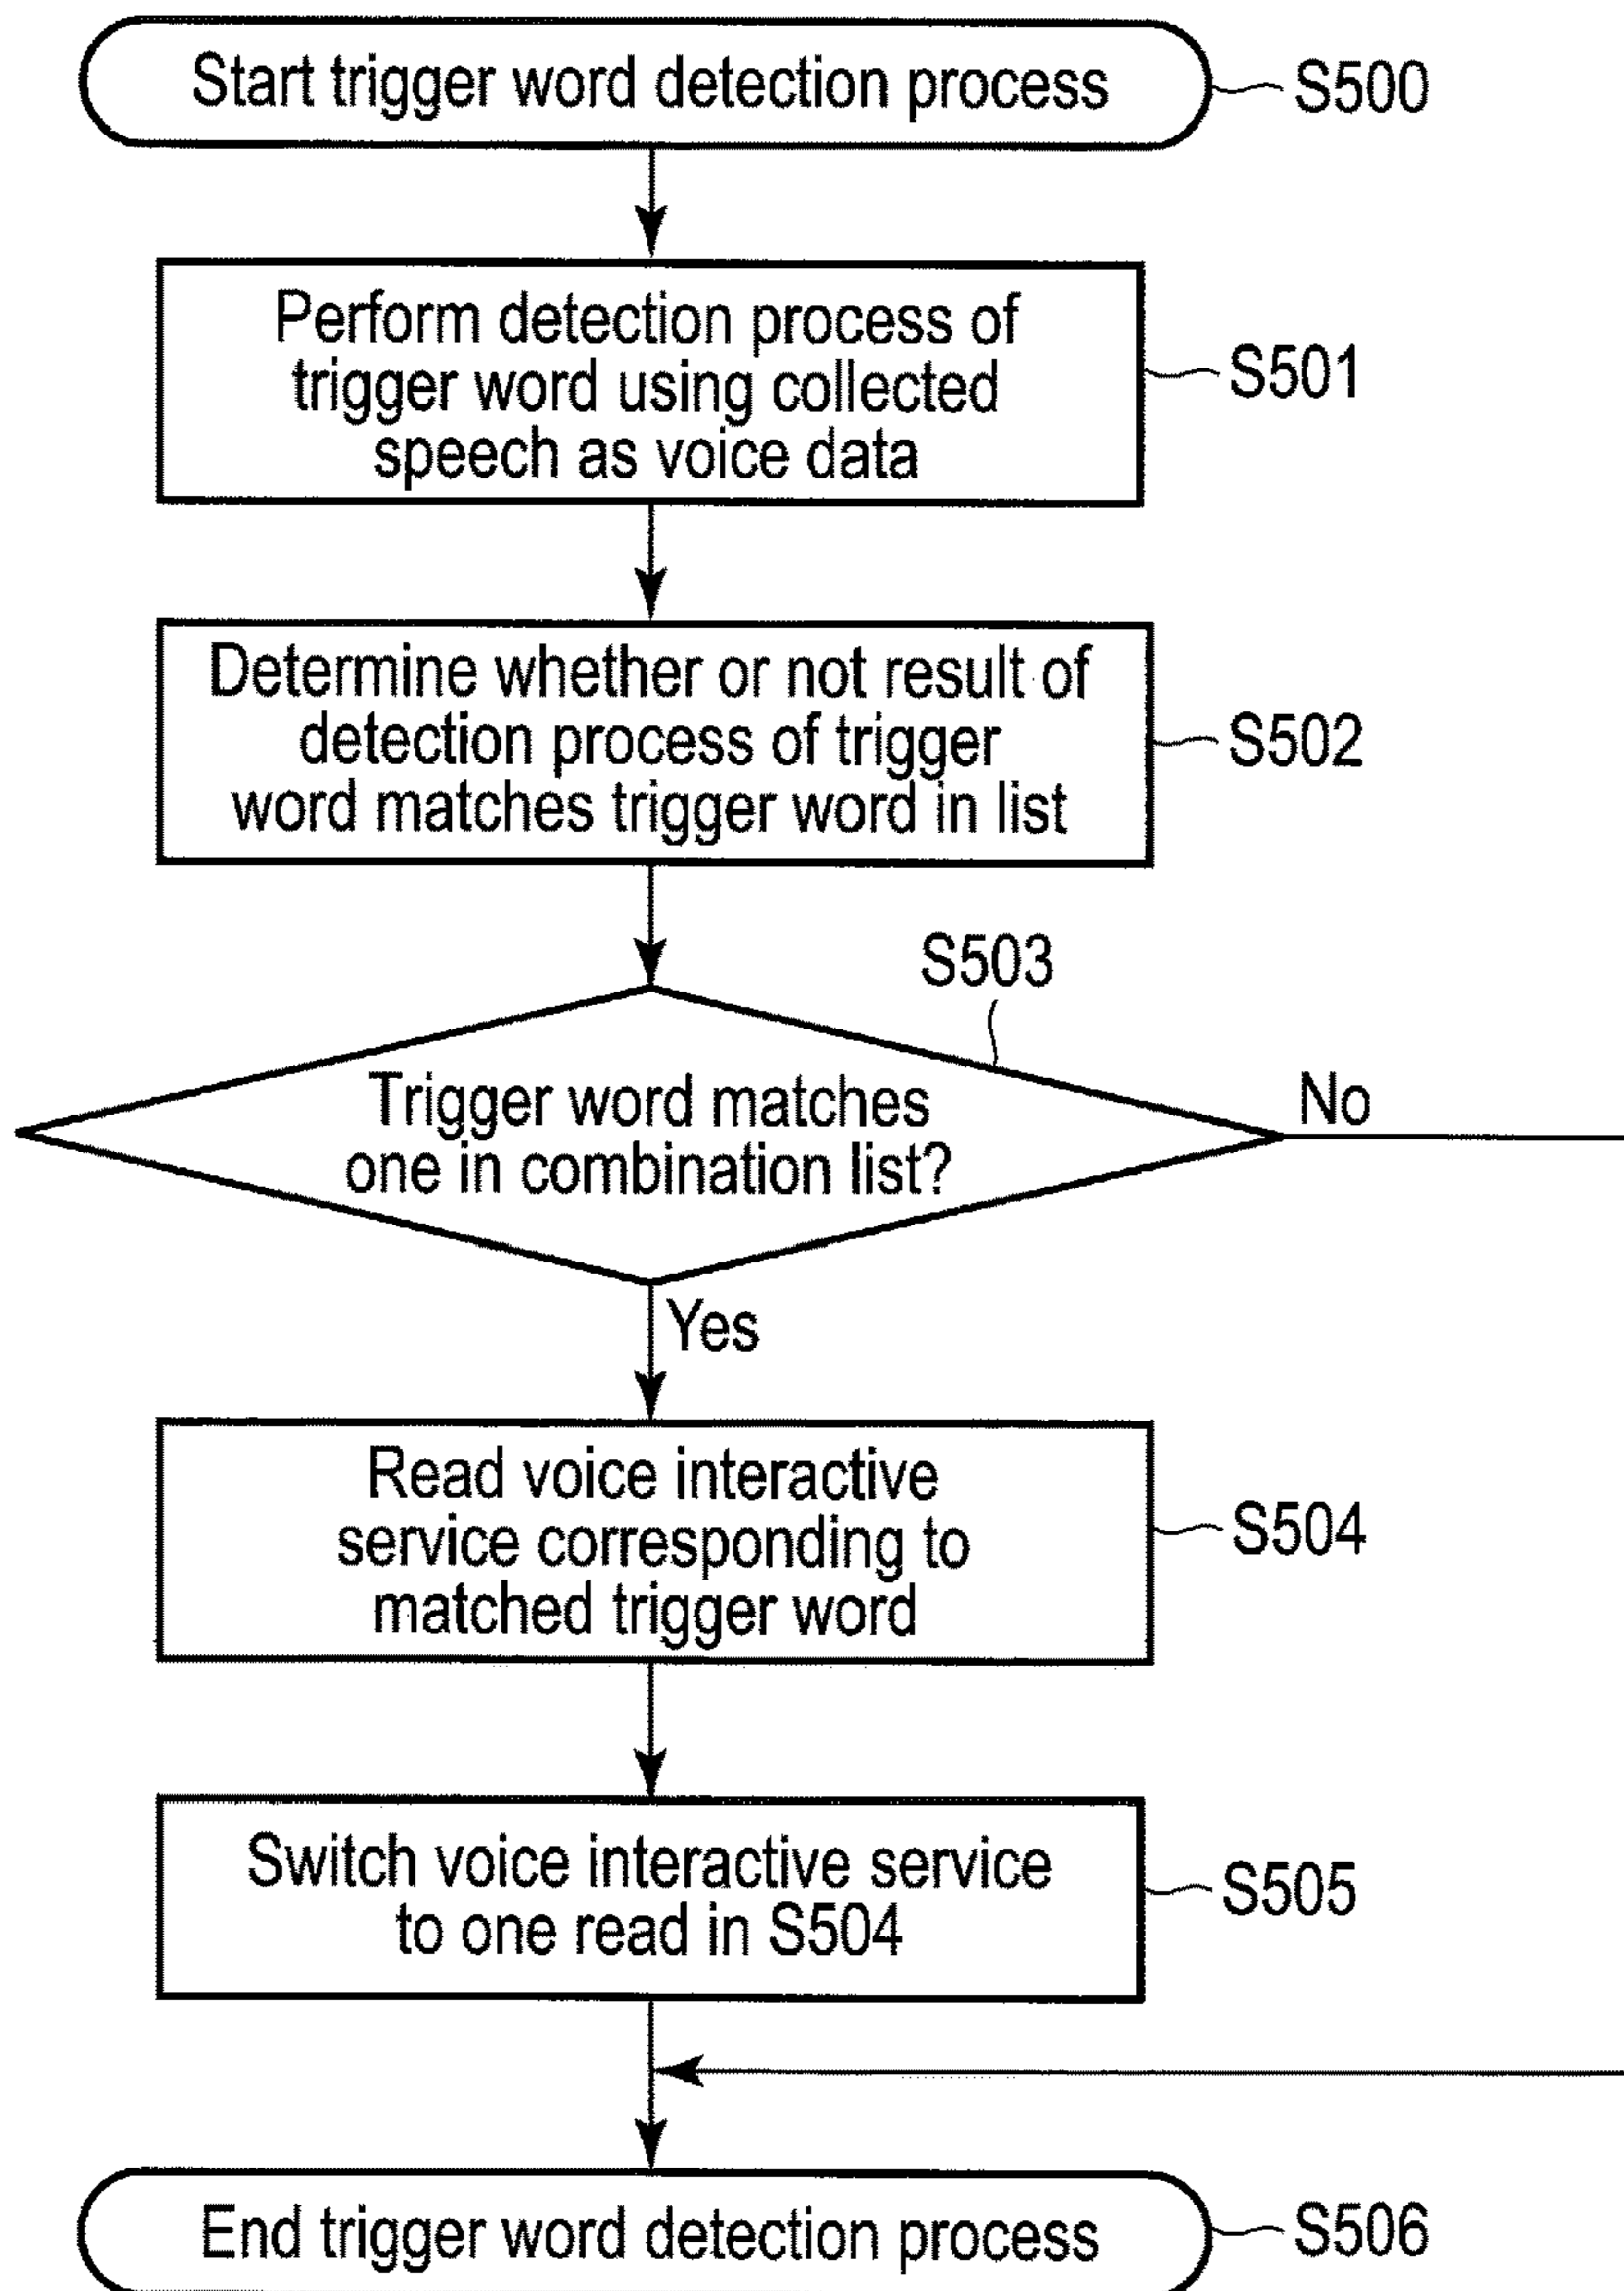 Start trigger word detection process
S500
Perform detection process of
trigger word using collected
speech as voice data
S501
Determine whether or not result of
detection process of trigger
word matches trigger word in list
S502
S503
Trigger word matches
one in combination list?
No
Yes
Read voice interactive
service corresponding to
matched trigger word
S504
Switch voice interactive service
to one read in S504
S505
End trigger word detection process
S506